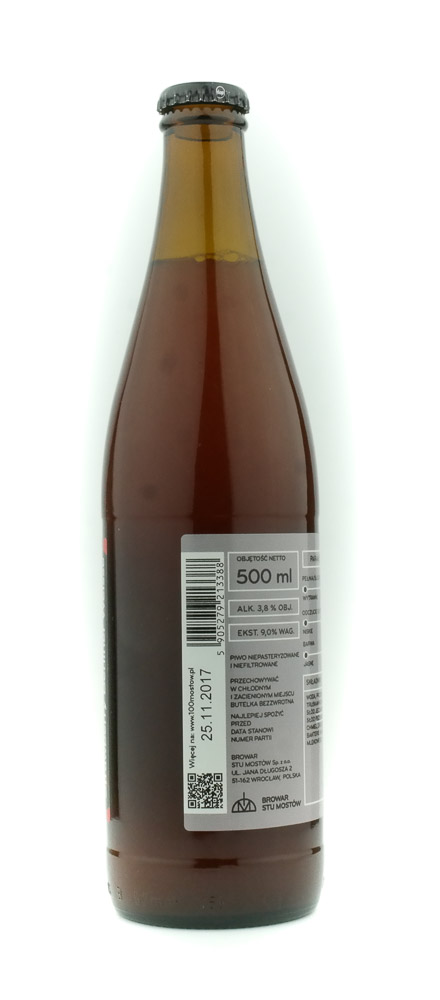 OBJĘTOŚĆ NETTO
500 ml
ALK. 3,8 % OBJ.
EKST. 9,0% WAG.
PIWO NIEPASTERYZOWANE
I NIEFILTROWANE
PRZECHOWYWAĆ
W CHŁODNYM
I ZACIENIONYM MIEJSCU
BUTELKA BEZZWROTNA
NAJLEPIEJ SPOŻYĆ
PRZED
DATA STANOWI
NUMER PARTII
BROWAR
STU MOSTÓW Sp. z o.o.
UL. JANA DŁUGOSZA 2
51-162 WROCŁAW, POLSKA
BROWAR
STU MOSTÓW
5 905279 213388
25.11.2017
Więcej na: www.100mostow.pl